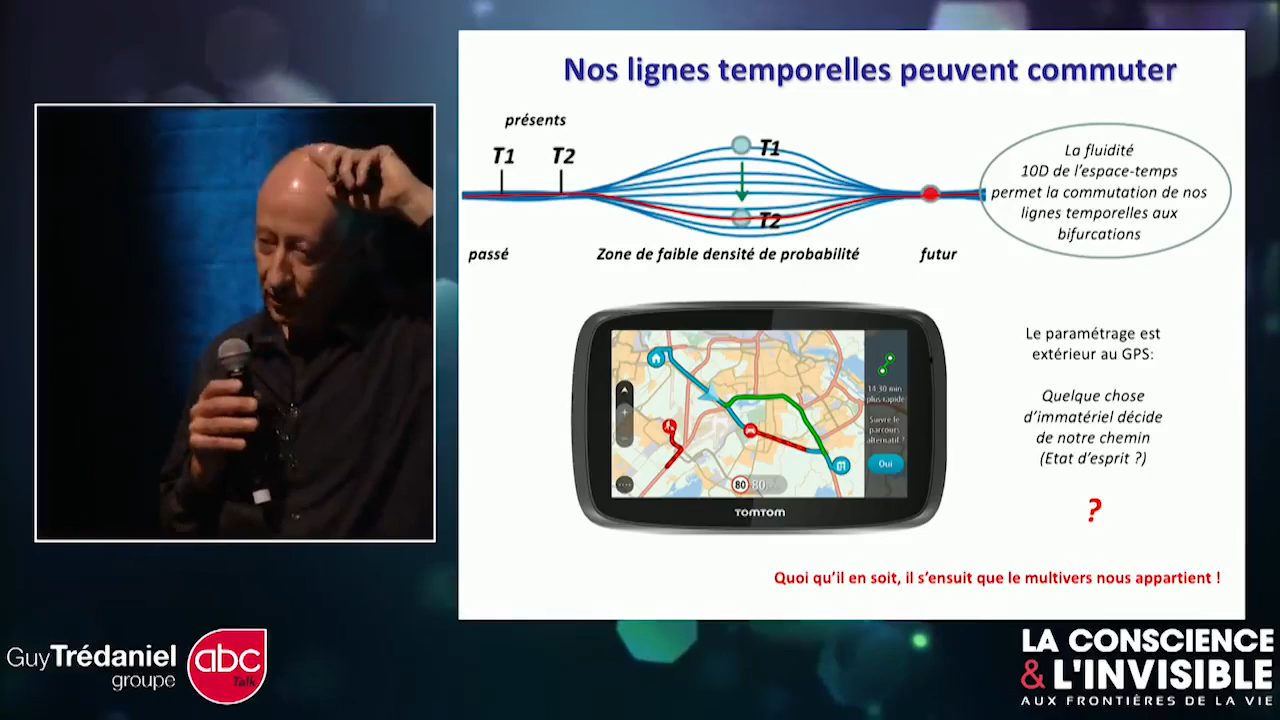 Nos lignes temporelles peuvent commuter
présents
T1
T2
T1
T2
passé
Zone de faible densité de probabilité
futur
La fluidité
10D de l'espace-temps
permet la commutation de nos
lignes temporelles aux
bifurcations
Le paramétrage est
extérieur au GPS:
Quelque chose
d'immatériel décide
de notre chemin
(Etat d'esprit ?)
?
14:30 min
plus rapide
Suivre le
parcours
alternatif ?
Oui
80
80
TOMTOM
Quoi qu'il en soit, il s'ensuit que le multivers nous appartient !
Guy Trédaniel
groupe
abc
Talk
LA CONSCIENCE
& L'INVISIBLE
AUX FRONTIÈRES DE LA VIE